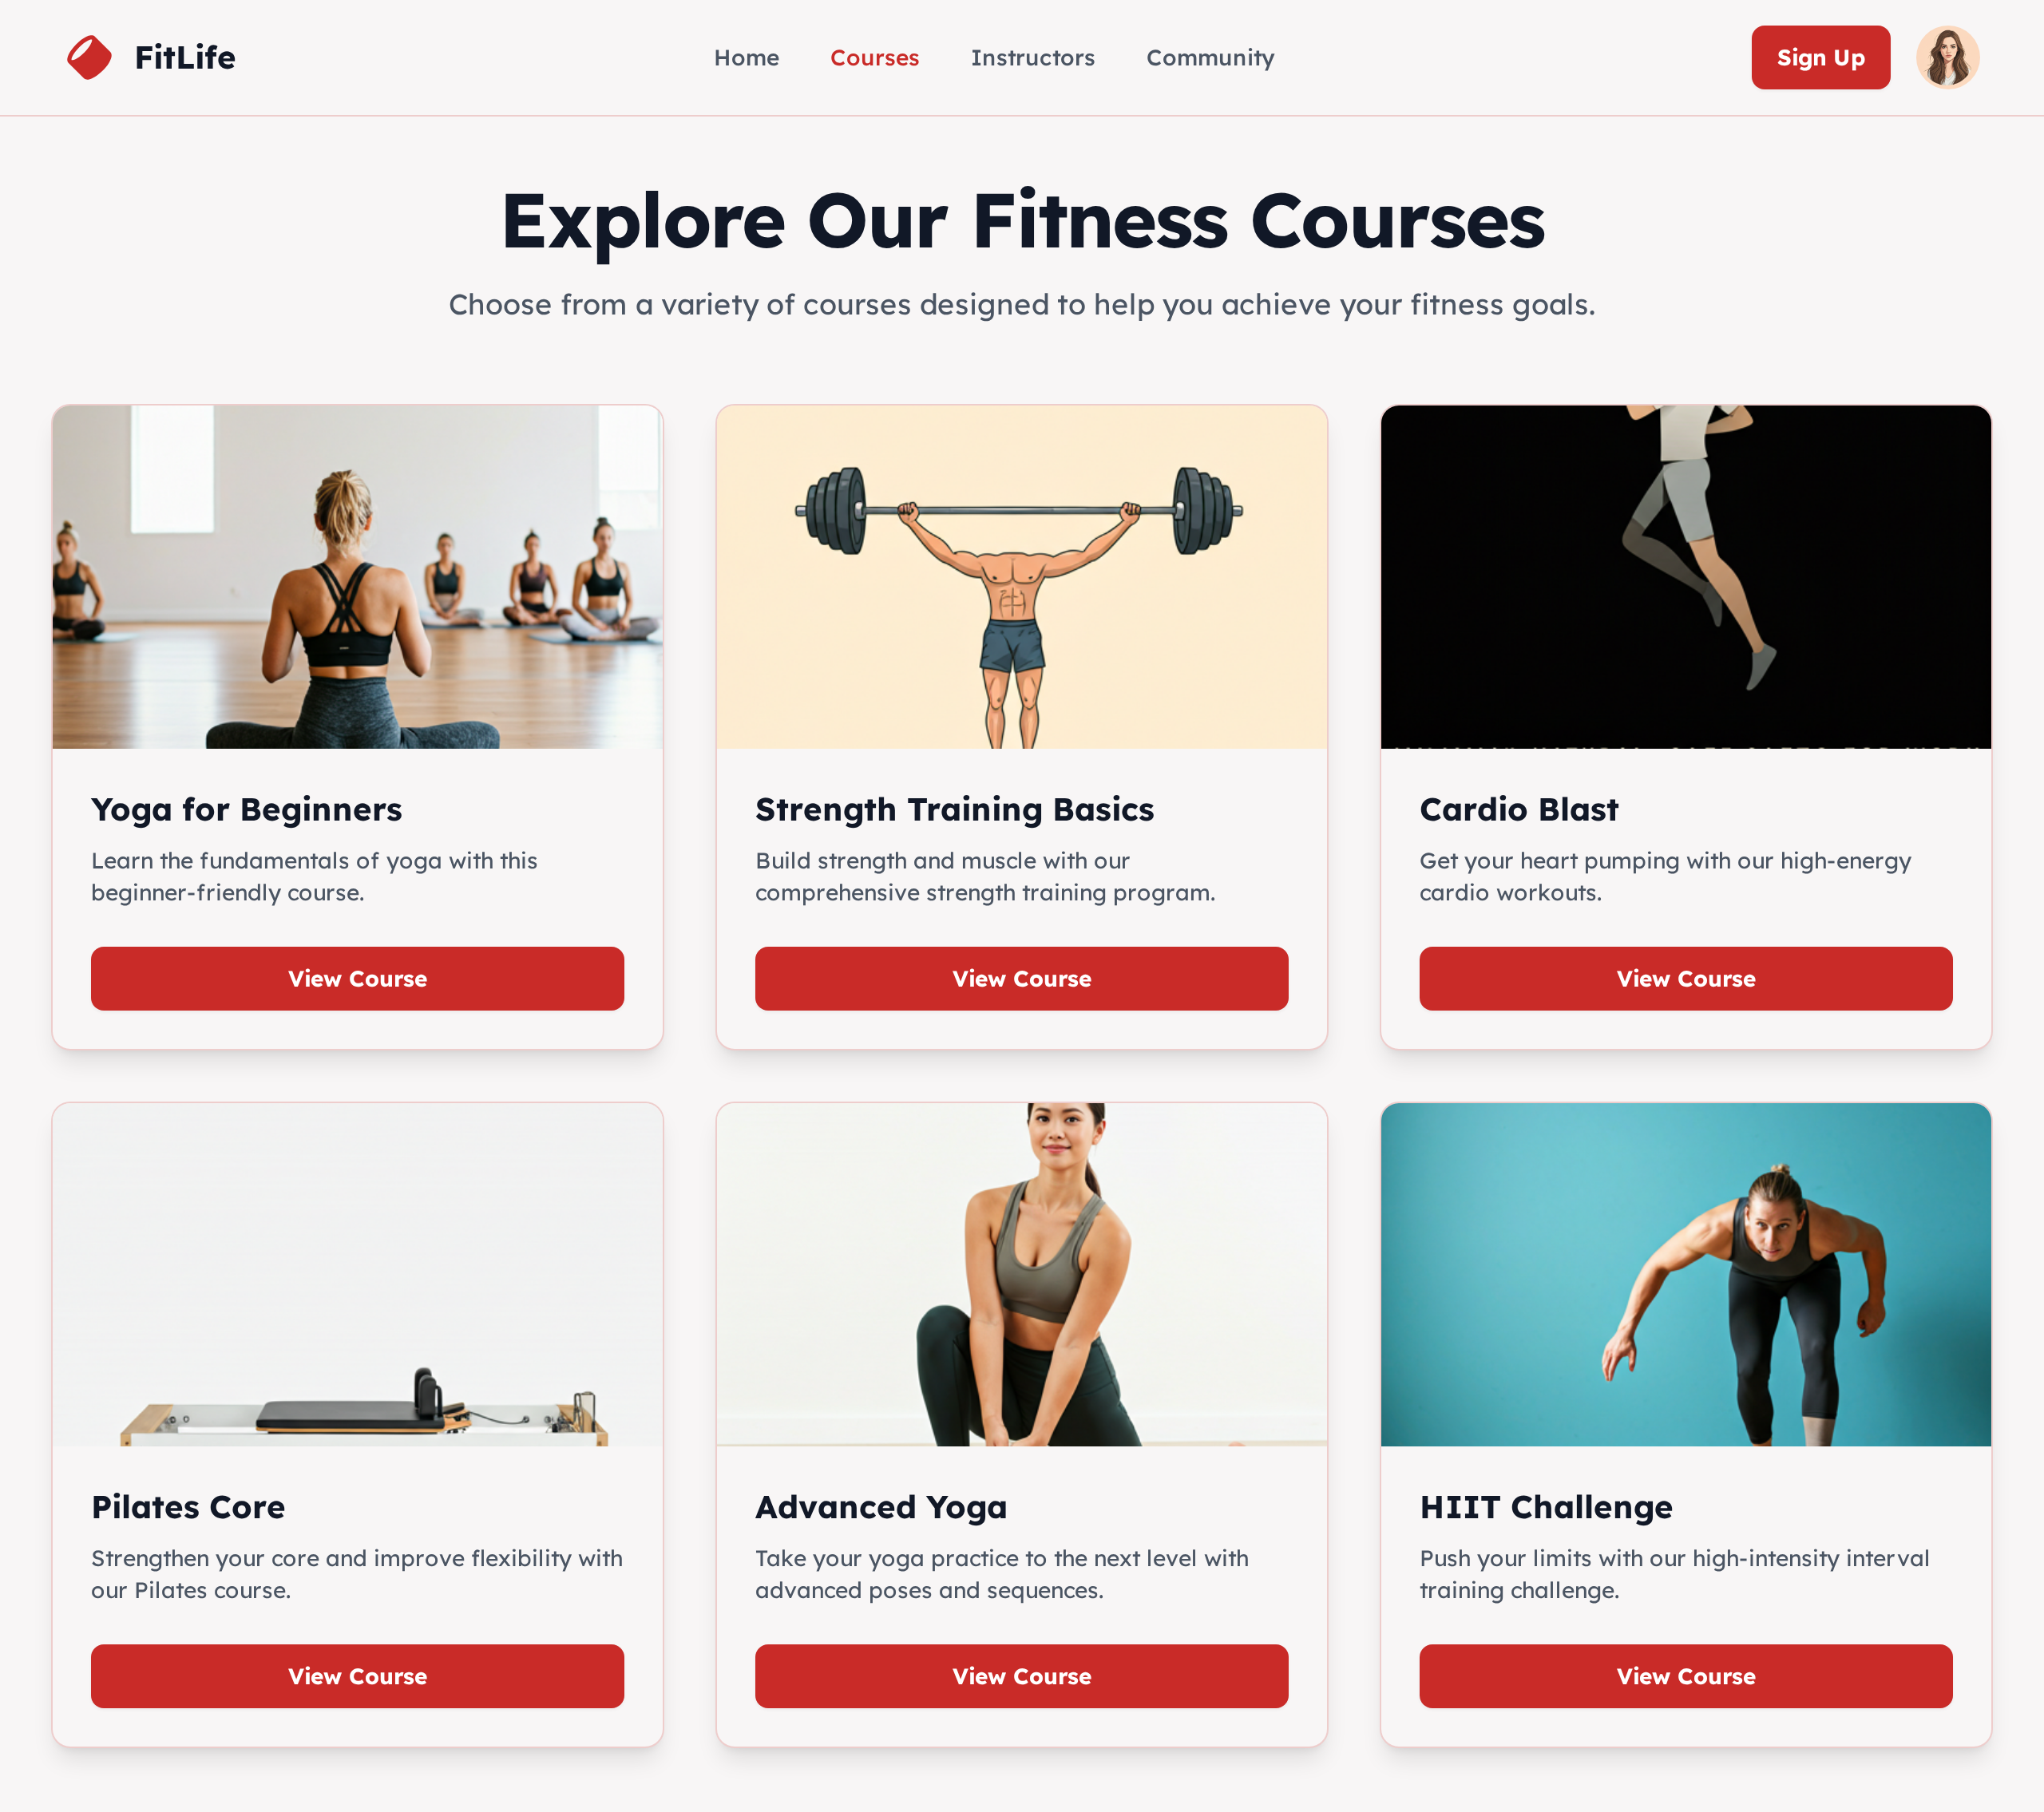 FitLife
Home
Courses
Instructors
Community
Sign Up
Explore Our Fitness Courses
Choose from a variety of courses designed to help you achieve your fitness goals.
Yoga for Beginners
Learn the fundamentals of yoga with this
beginner-friendly course.
View Course
Strength Training Basics
Build strength and muscle with our
comprehensive strength training program.
View Course
Cardio Blast
Get your heart pumping with our high-energy
cardio workouts.
View Course
Pilates Core
Strengthen your core and improve flexibility with
our Pilates course.
View Course
Advanced Yoga
Take your yoga practice to the next level with
advanced poses and sequences.
View Course
HIIT Challenge
Push your limits with our high-intensity interval
training challenge.
View Course